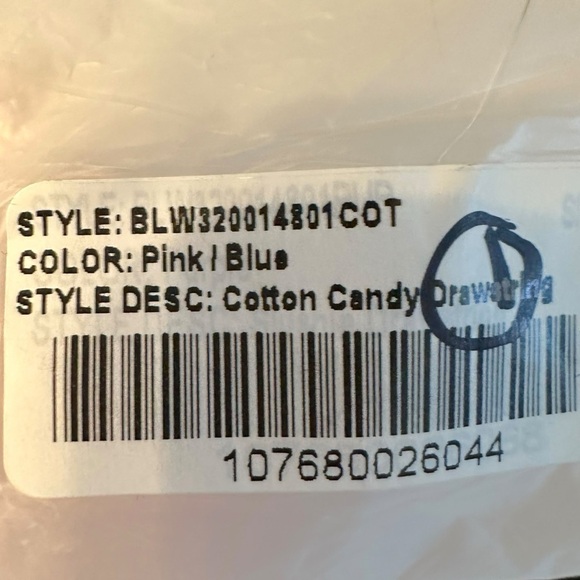 STYLE: BLW320014801COT
COLOR: Pink / Blue
STYLE DESC: Cotton Candy Drawstring
107680026044